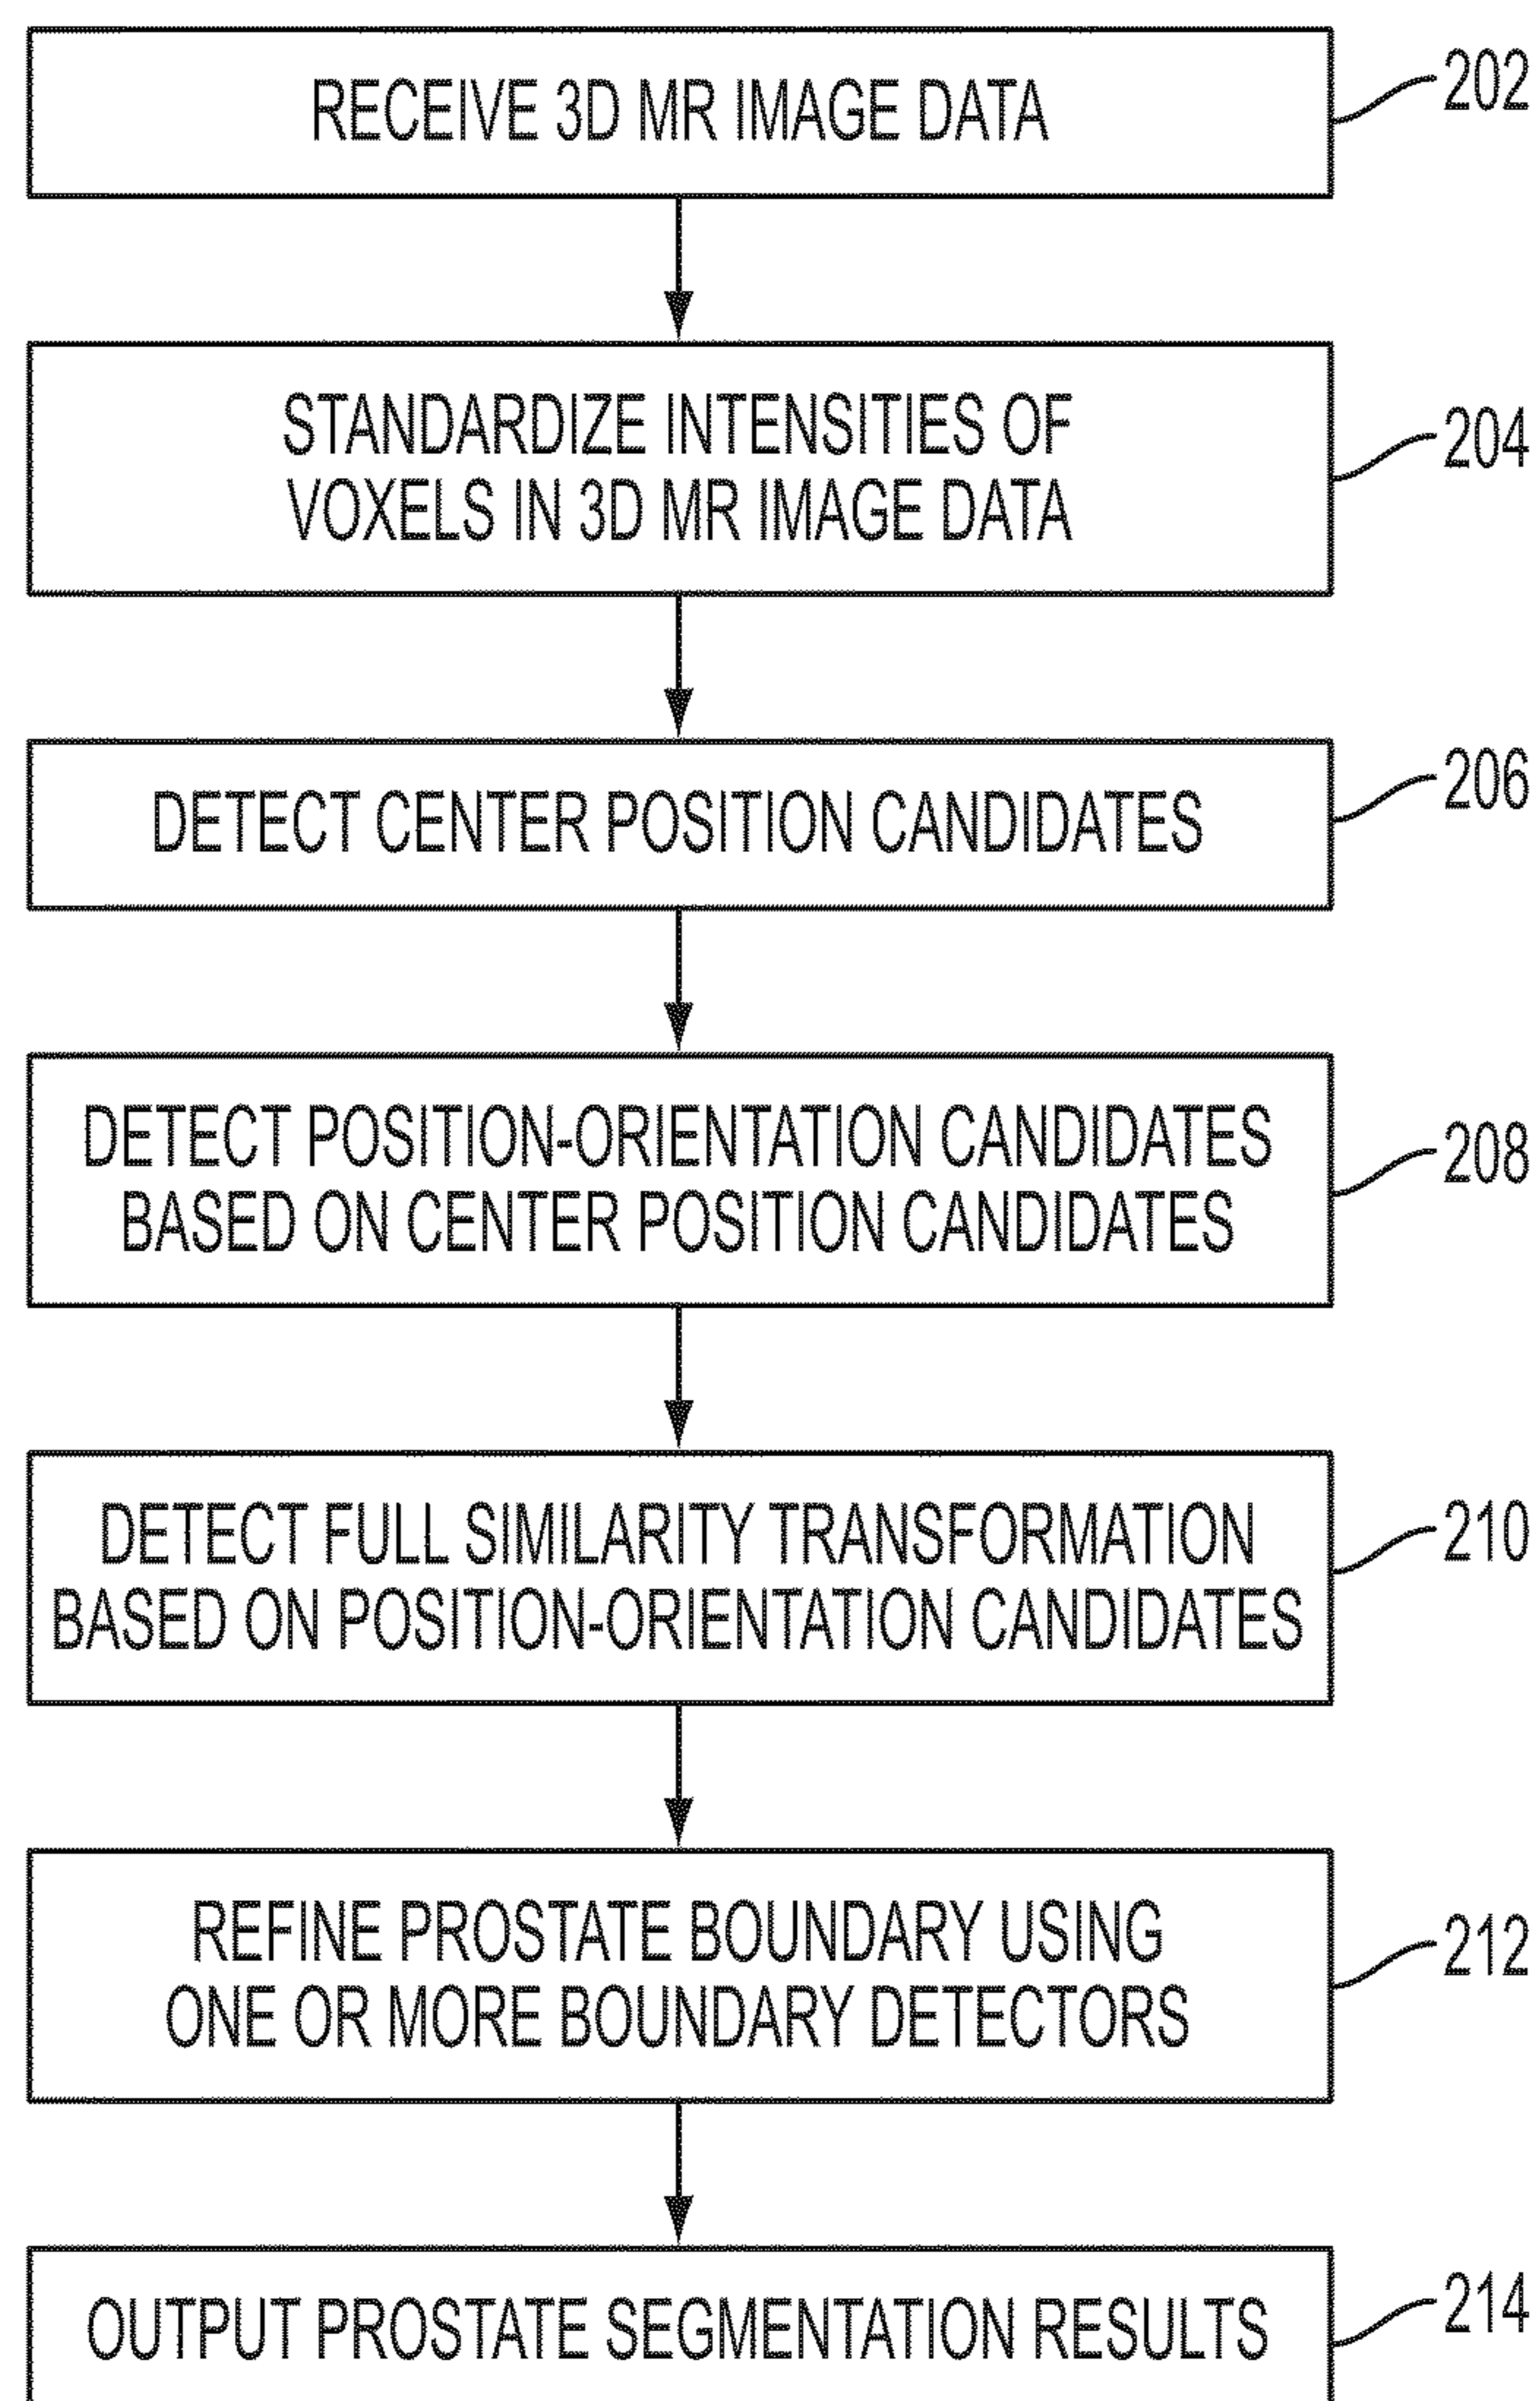 RECEIVE 3D MR IMAGE DATA
202
STANDARDIZE INTENSITIES OF
VOXELS IN 3D MR IMAGE DATA
204
DETECT CENTER POSITION CANDIDATES
206
DETECT POSITION-ORIENTATION CANDIDATES
BASED ON CENTER POSITION CANDIDATES
208
DETECT FULL SIMILARITY TRANSFORMATION
BASED ON POSITION-ORIENTATION CANDIDATES
210
REFINE PROSTATE BOUNDARY USING
ONE OR MORE BOUNDARY DETECTORS
212
OUTPUT PROSTATE SEGMENTATION RESULTS
214